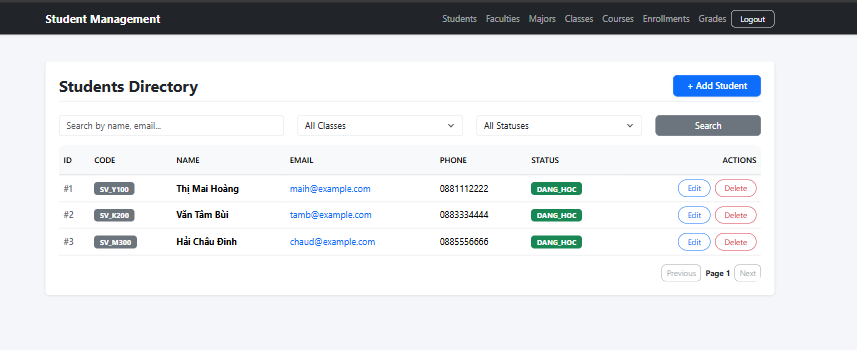 Student Management Students Faculties Majors Classes Courses Enrollments Grades Logout
Students Directory + Add Student
Search by name, email... All Classes All Statuses Search
ID CODE NAME EMAIL PHONE STATUS ACTIONS
#1 SV_Y100 Thị Mai Hoàng maih@example.com 0881112222 DANG_HOC Edit Delete
#2 SV_K200 Văn Tâm Bùi tamb@example.com 0883334444 DANG_HOC Edit Delete
#3 SV_M300 Hải Châu Đinh chaud@example.com 0885556666 DANG_HOC Edit Delete
Previous Page 1 Next